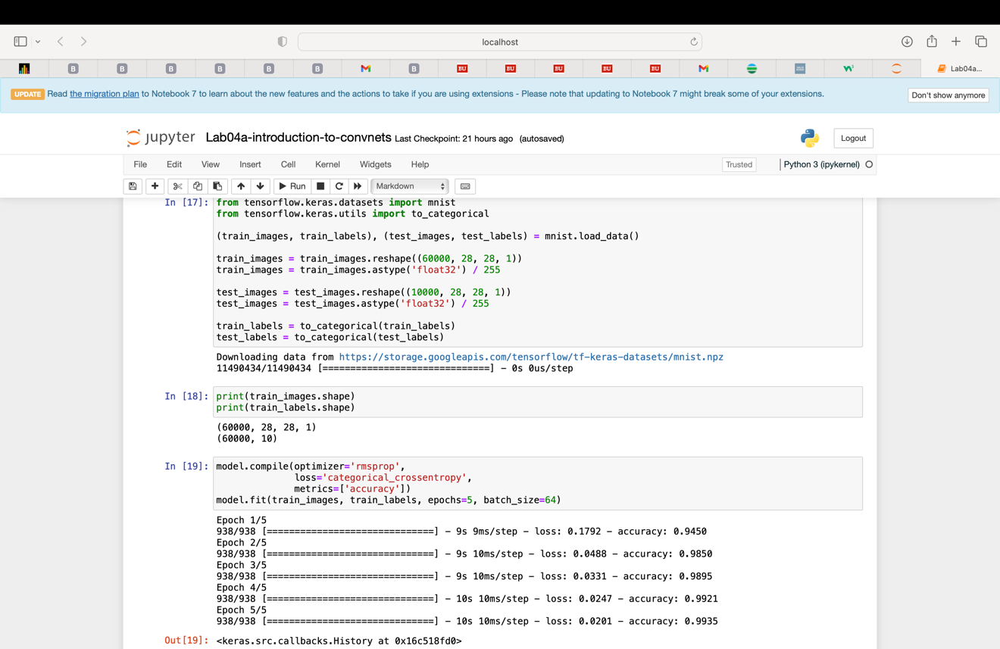 localhost
B B B B B B B BU BU BU BU BU Lab04a...
UPDATE Read the migration plan to Notebook 7 to learn about the new features and the actions to take if you are using extensions - Please note that updating to Notebook 7 might break some of your extensions. Don't show anymore
jupyter Lab04a-introduction-to-convnets Last Checkpoint: 21 hours ago (autosaved) Logout
File Edit View Insert Cell Kernel Widgets Help Trusted Python 3 (ipykernel)
Run Markdown
In [17]: from tensorflow.keras.datasets import mnist
from tensorflow.keras.utils import to_categorical
(train_images, train_labels), (test_images, test_labels) = mnist.load_data()
train_images = train_images.reshape((60000, 28, 28, 1))
train_images = train_images.astype('float32') / 255
test_images = test_images.reshape((10000, 28, 28, 1))
test_images = test_images.astype('float32') / 255
train_labels = to_categorical(train_labels)
test_labels = to_categorical(test_labels)
Downloading data from https://storage.googleapis.com/tensorflow/tf-keras-datasets/mnist.npz
11490434/11490434 [==============================] - 0s 0us/step
In [18]: print(train_images.shape)
print(train_labels.shape)
(60000, 28, 28, 1)
(60000, 10)
In [19]: model.compile(optimizer='rmsprop',
loss='categorical_crossentropy',
metrics=['accuracy'])
model.fit(train_images, train_labels, epochs=5, batch_size=64)
Epoch 1/5
938/938 [==============================] - 9s 9ms/step - loss: 0.1792 - accuracy: 0.9450
Epoch 2/5
938/938 [==============================] - 9s 10ms/step - loss: 0.0488 - accuracy: 0.9850
Epoch 3/5
938/938 [==============================] - 9s 10ms/step - loss: 0.0331 - accuracy: 0.9895
Epoch 4/5
938/938 [==============================] - 10s 10ms/step - loss: 0.0247 - accuracy: 0.9921
Epoch 5/5
938/938 [==============================] - 10s 10ms/step - loss: 0.0201 - accuracy: 0.9935
Out[19]: <keras.src.callbacks.History at 0x16c518fd0>